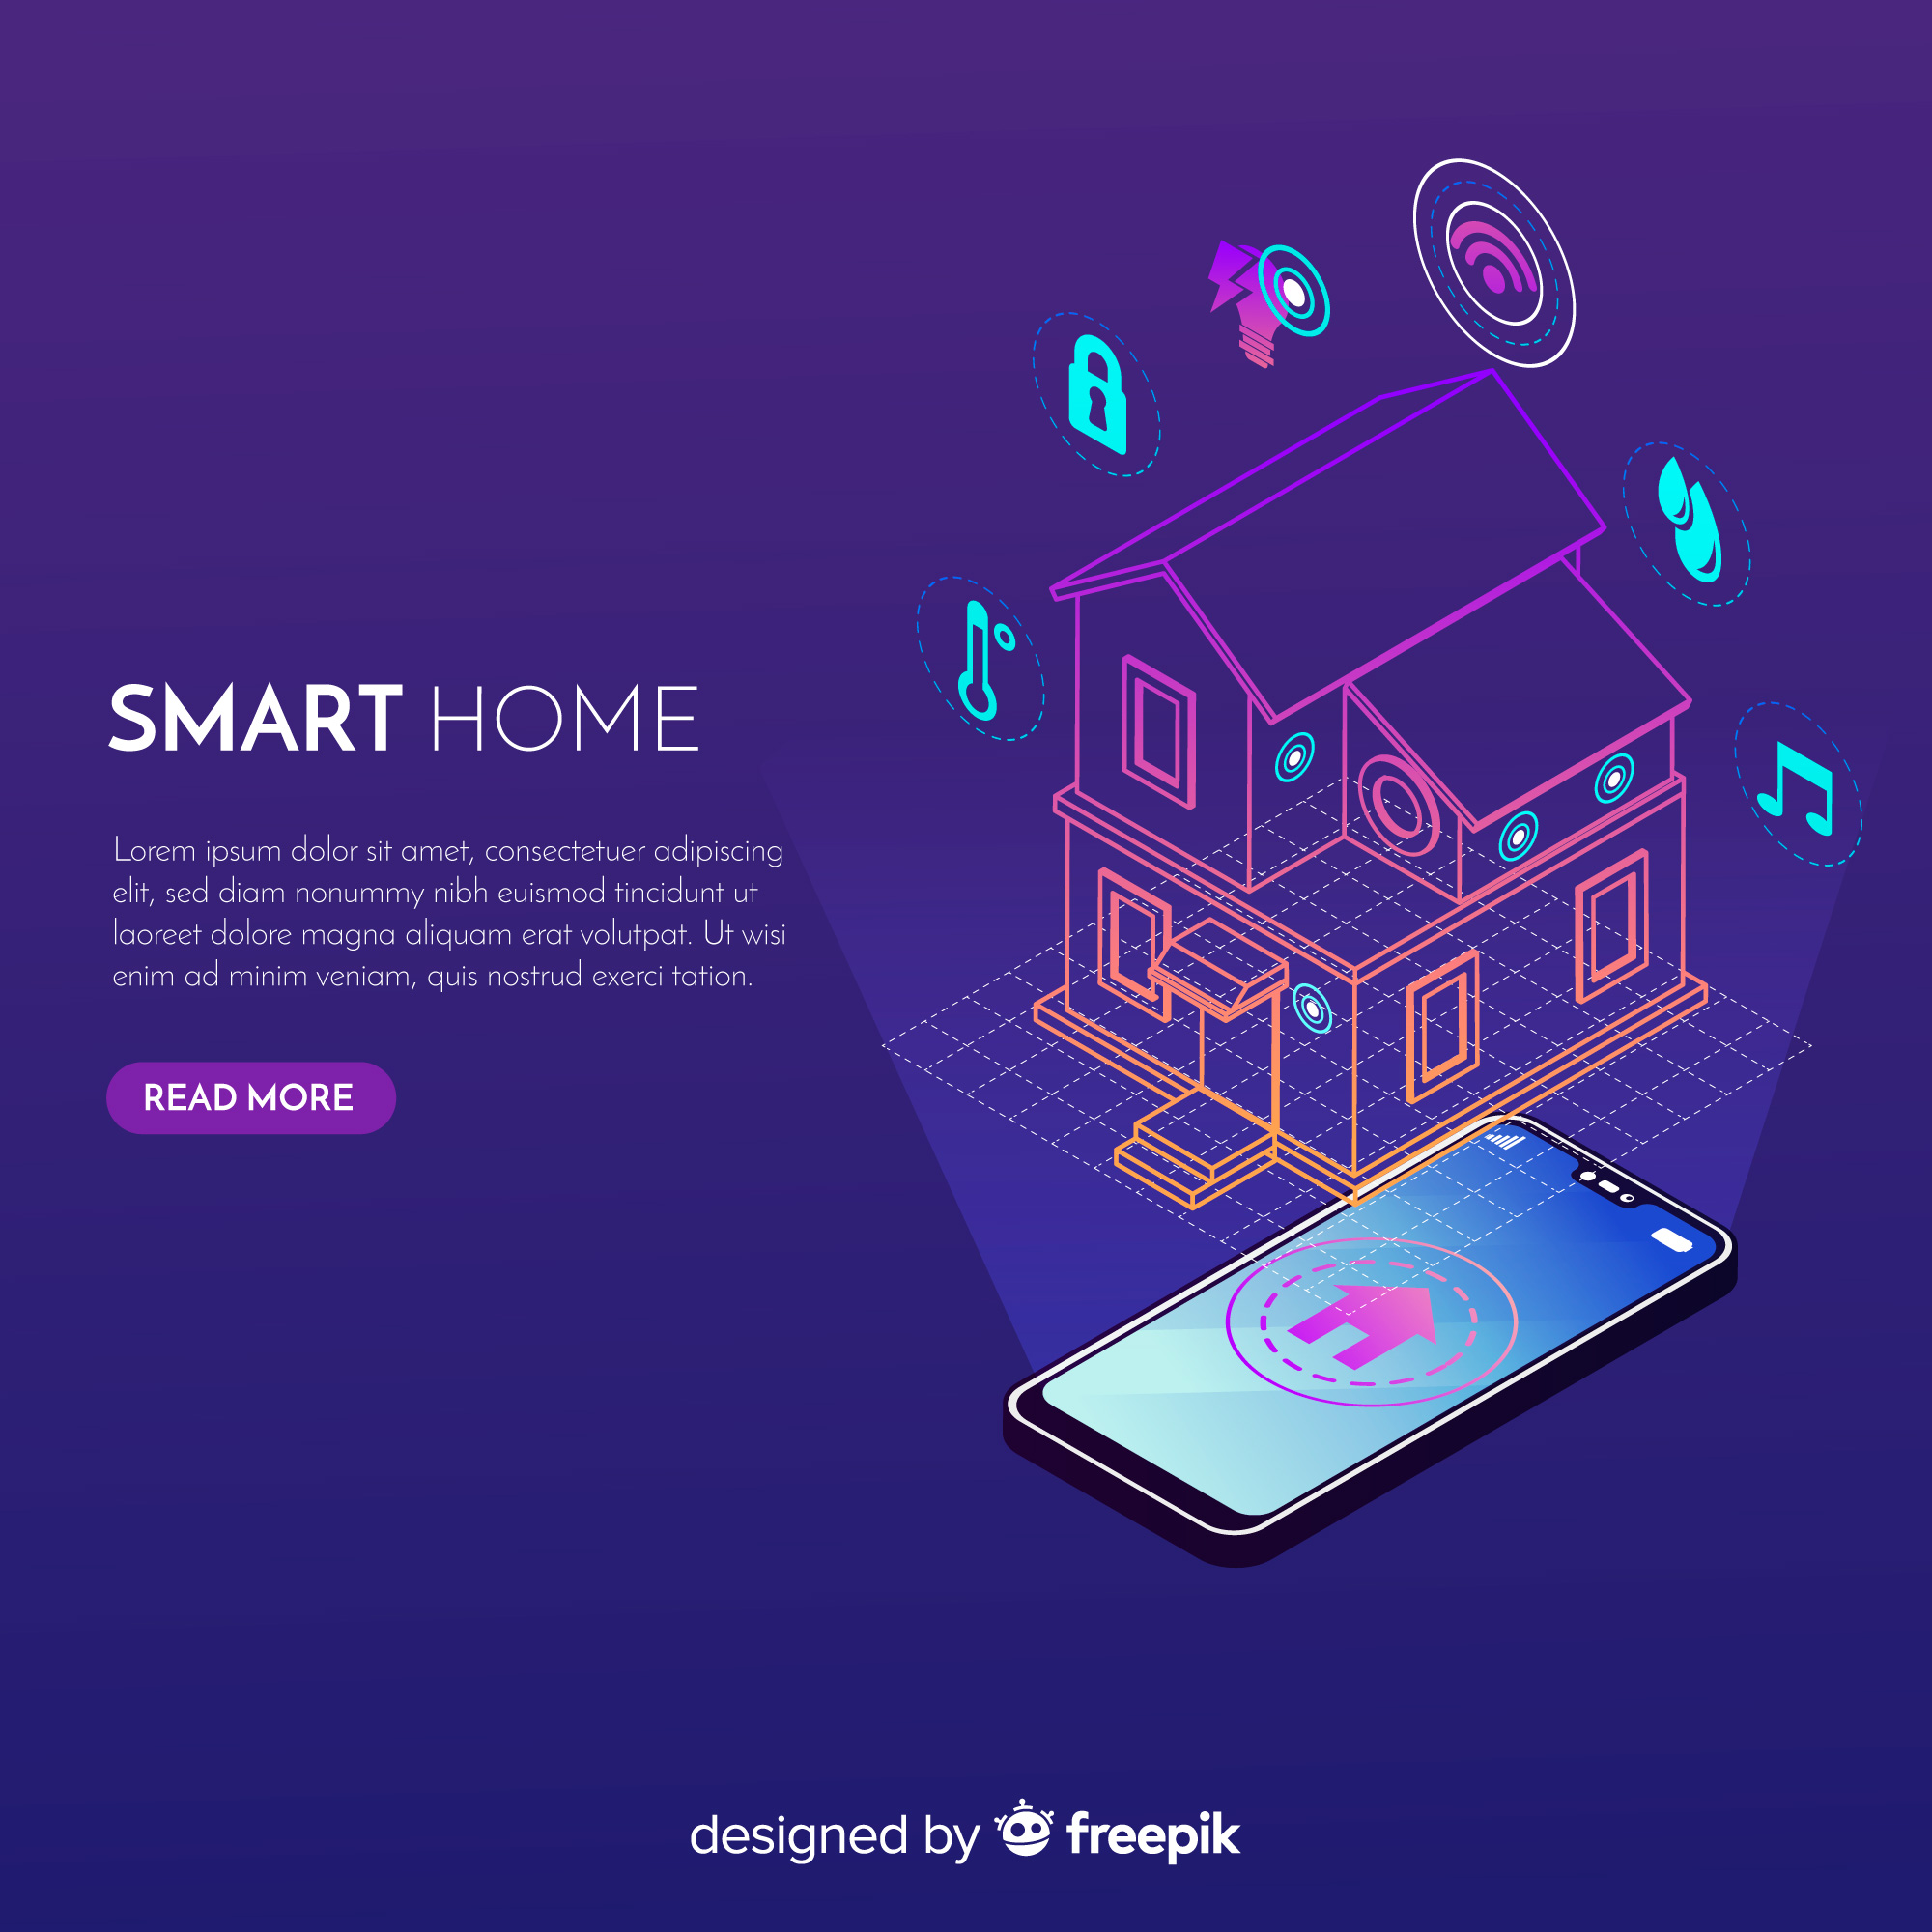 SMART HOME
Lorem ipsum dolor sit amet, consectetuer adipiscing
elit, sed diam nonummy nibh euismod tincidunt ut
laoreet dolore magna aliquam erat volutpat. Ut wisi
enim ad minim veniam, quis nostrud exerci tation.
READ MORE
designed by freepik